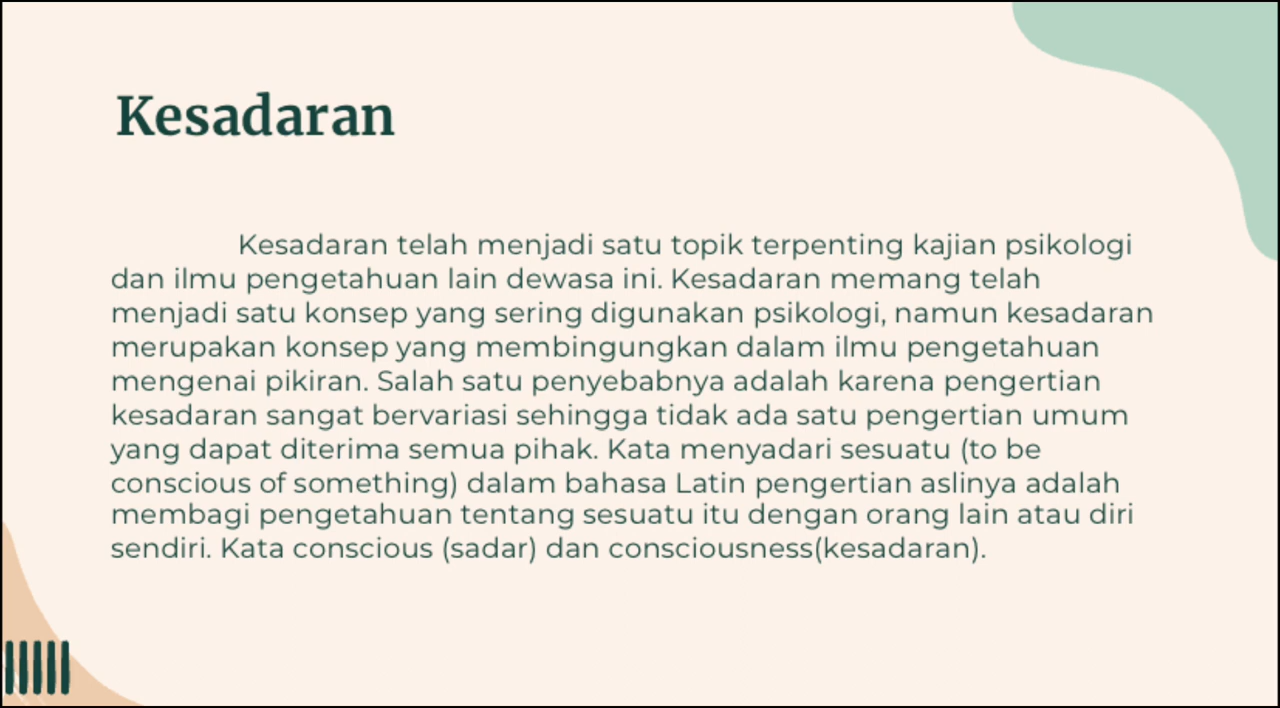 Kesadaran
Kesadaran telah menjadi satu topik terpenting kajian psikologi
dan ilmu pengetahuan lain dewasa ini. Kesadaran memang telah
menjadi satu konsep yang sering digunakan psikologi, namun kesadaran
merupakan konsep yang membingungkan dalam ilmu pengetahuan
mengenai pikiran. Salah satu penyebabnya adalah karena pengertian
kesadaran sangat bervariasi sehingga tidak ada satu pengertian umum
yang dapat diterima semua pihak. Kata menyadari sesuatu (to be
conscious of something) dalam bahasa Latin pengertian aslinya adalah
membagi pengetahuan tentang sesuatu itu dengan orang lain atau diri
sendiri. Kata conscious (sadar) dan consciousness(kesadaran).